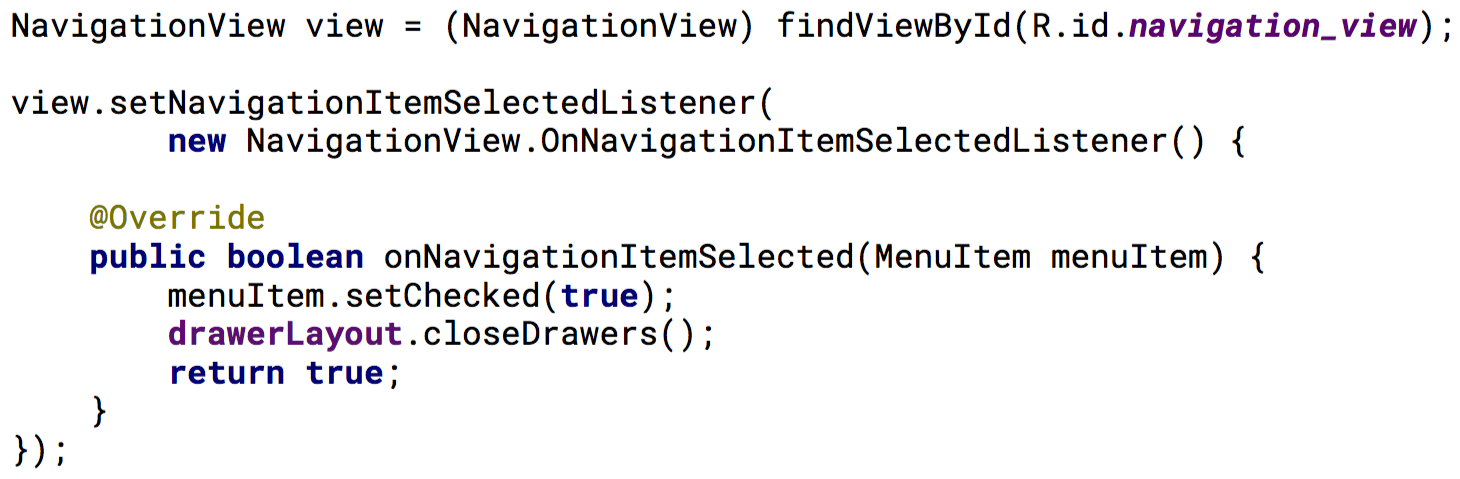 NavigationView view = (NavigationView) findViewById(R.id.navigation_view);
view.setNavigationItemSelectedListener(
new NavigationView.OnNavigationItemSelectedListener() {
@Override
public boolean onNavigationItemSelected(MenuItem menuItem) {
menuItem.setChecked(true);
drawerLayout.closeDrawers();
return true;
}
});